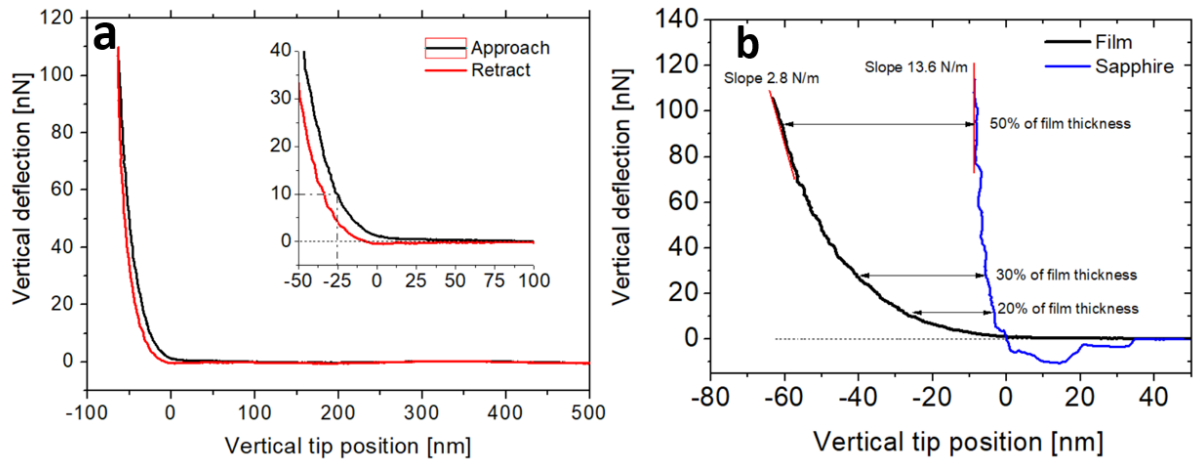 a
Approach
Retract
40
30
20
10
0
-50 -25 0 25 50 75 100
120
100
80
60
40
20
0
Vertical deflection [nN]
-100 0 100 200 300 400 500
Vertical tip position [nm]
b
Film
Sapphire
Slope 2.8 N/m
Slope 13.6 N/m
50% of film thickness
30% of film thickness
20% of film thickness
140
120
100
80
60
40
20
0
-20
Vertical deflection [nN]
-80 -60 -40 -20 0 20 40
Vertical tip position [nm]